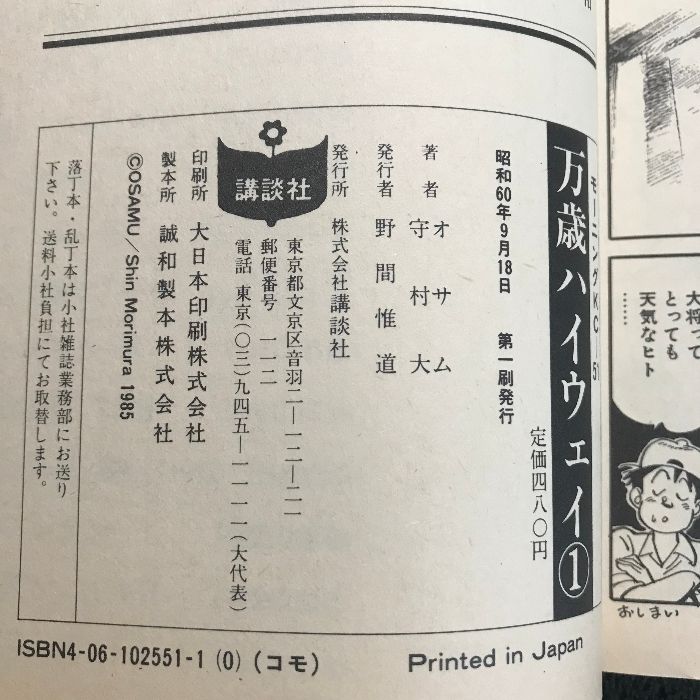 大将って
とっても
天気なヒト
……
おしまい
モーニングKC-51
万歳ハイウェイ①
定価四八〇円
昭和60年9月18日　第一刷発行
著者　オサム
守村大
発行者　野間惟道
発行所　株式会社講談社
東京都文京区音羽二—一二—二一
郵便番号　一一二
電話　東京(〇三)九四五—一一一一(大代表)
講談社
印刷所　大日本印刷株式会社
製本所　誠和製本株式会社
©OSAMU/Shin Morimura 1985
落丁本・乱丁本は小社雑誌業務部にお送り
下さい。送料小社負担にてお取替します。
ISBN4-06-102551-1 (0) (コモ)
Printed in Japan